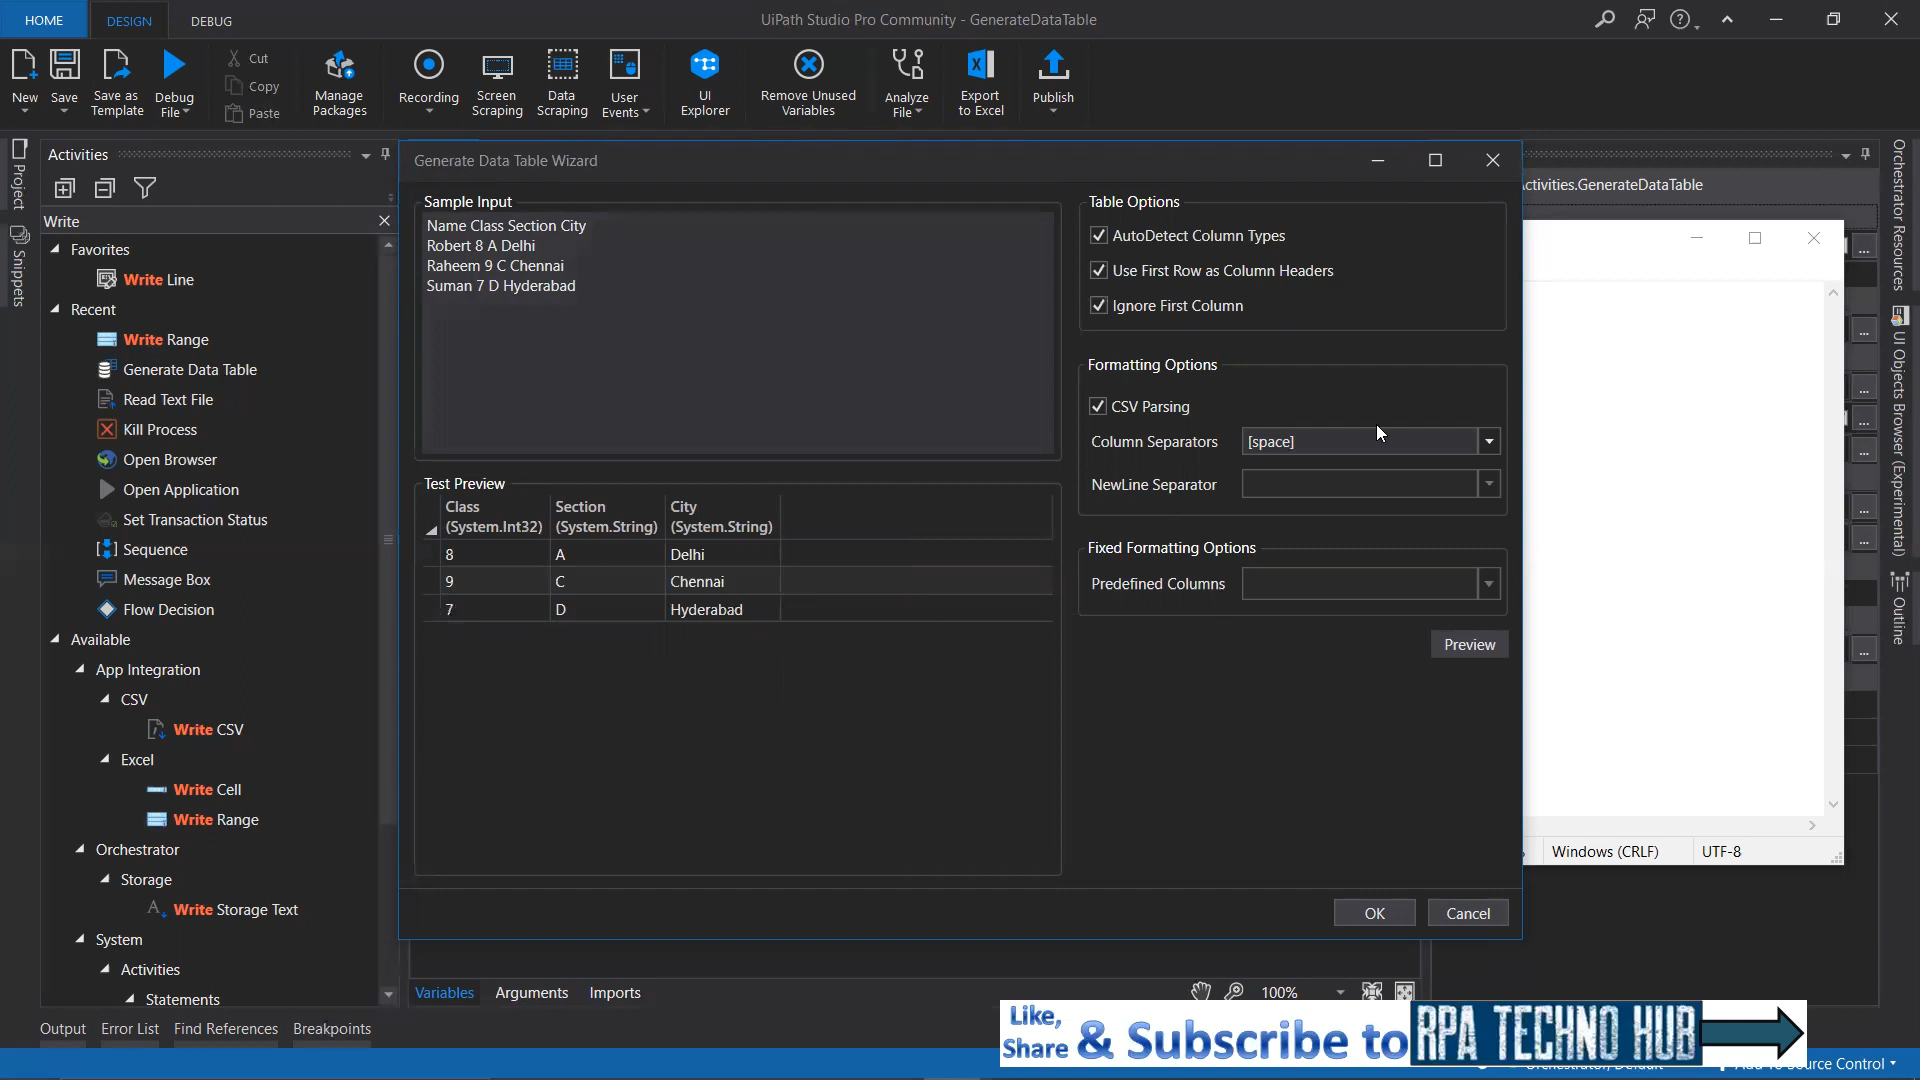 HOME
DESIGN
DEBUG
UiPath Studio Pro Community - GenerateDataTable
New
Save
Save as Template
Debug File
Cut
Copy
Paste
Manage Packages
Recording
Screen Scraping
Data Scraping
User Events
UI Explorer
Remove Unused Variables
Analyze File
Export to Excel
Publish
Project
Snippets
Activities
Write
Favorites
Write Line
Recent
Write Range
Generate Data Table
Read Text File
Kill Process
Open Browser
Open Application
Set Transaction Status
Sequence
Message Box
Flow Decision
Available
App Integration
CSV
Write CSV
Excel
Write Cell
Write Range
Orchestrator
Storage
Write Storage Text
System
Activities
Statements
Generate Data Table Wizard
Sample Input
Name Class Section City
Robert 8 A Delhi
Raheem 9 C Chennai
Suman 7 D Hyderabad
Test Preview
Class (System.Int32) Section (System.String) City (System.String)
8 A Delhi
9 C Chennai
7 D Hyderabad
Table Options
AutoDetect Column Types
Use First Row as Column Headers
Ignore First Column
Formatting Options
CSV Parsing
Column Separators [space]
NewLine Separator
Fixed Formatting Options
Predefined Columns
Preview
OK
Cancel
ctivities.GenerateDataTable
Windows (CRLF)
UTF-8
Orchestrator Resources
UI Objects Browser (Experimental)
Outline
Variables
Arguments
Imports
100%
Output
Error List
Find References
Breakpoints
Like,
Share & Subscribe to RPA TECHNO HUB
Source Control